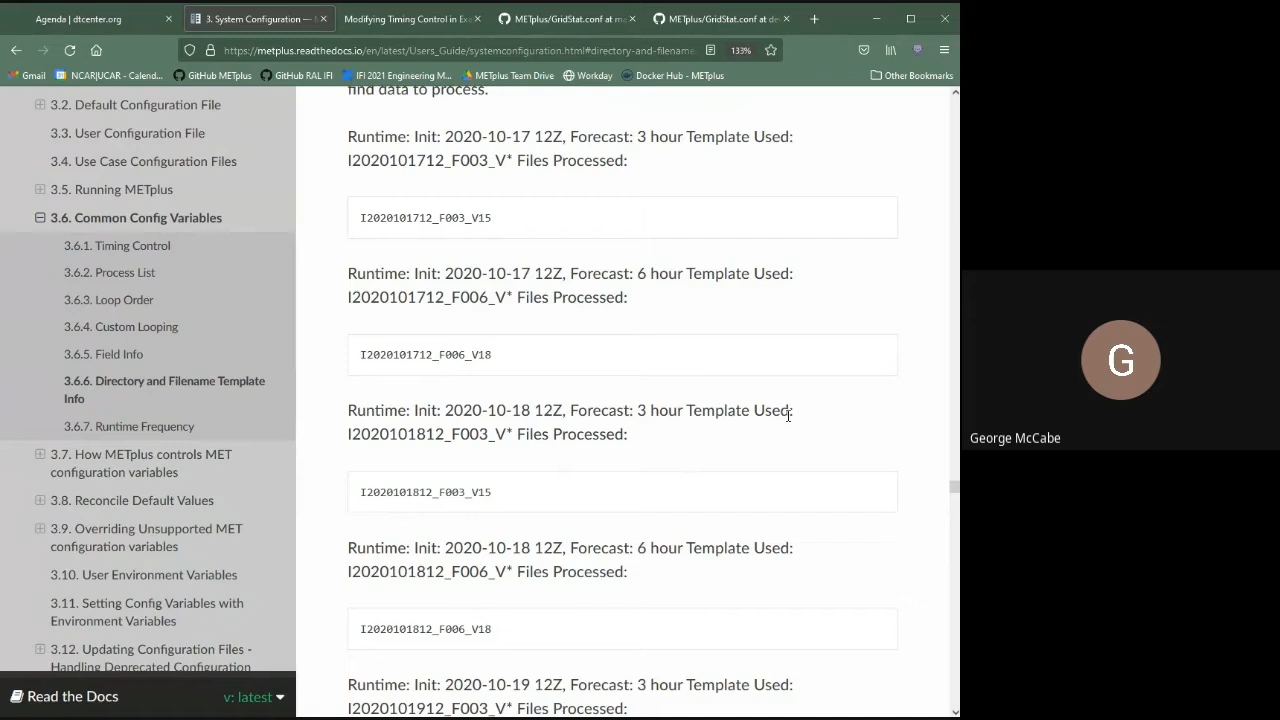 Agenda | dtcenter.org
3. System Configuration —
Modifying Timing Control in Exa
METplus/GridStat.conf at ma
METplus/GridStat.conf at de
https://metplus.readthedocs.io/en/latest/Users_Guide/systemconfiguration.html#directory-and-filename
133%
Gmail
NCARJUCAR - Calend...
GitHub METplus
GitHub RAL IFI
IFI 2021 Engineering M...
METplus Team Drive
Workday
Docker Hub - METplus
Other Bookmarks
3.2. Default Configuration File
3.3. User Configuration File
3.4. Use Case Configuration Files
3.5. Running METplus
3.6. Common Config Variables
3.6.1. Timing Control
3.6.2. Process List
3.6.3. Loop Order
3.6.4. Custom Looping
3.6.5. Field Info
3.6.6. Directory and Filename Template
Info
3.6.7. Runtime Frequency
3.7. How METplus controls MET
configuration variables
3.8. Reconcile Default Values
3.9. Overriding Unsupported MET
configuration variables
3.10. User Environment Variables
3.11. Setting Config Variables with
Environment Variables
3.12. Updating Configuration Files -
Handling Deprecated Configuration
Read the Docs
v: latest
find data to process.
Runtime: Init: 2020-10-17 12Z, Forecast: 3 hour Template Used:
I2020101712_F003_V* Files Processed:
I2020101712_F003_V15
Runtime: Init: 2020-10-17 12Z, Forecast: 6 hour Template Used:
I2020101712_F006_V* Files Processed:
I2020101712_F006_V18
Runtime: Init: 2020-10-18 12Z, Forecast: 3 hour Template Used:
I2020101812_F003_V* Files Processed:
I2020101812_F003_V15
Runtime: Init: 2020-10-18 12Z, Forecast: 6 hour Template Used:
I2020101812_F006_V* Files Processed:
I2020101812_F006_V18
Runtime: Init: 2020-10-19 12Z, Forecast: 3 hour Template Used:
I2020101912_F003_V* Files Processed:
G
George McCabe